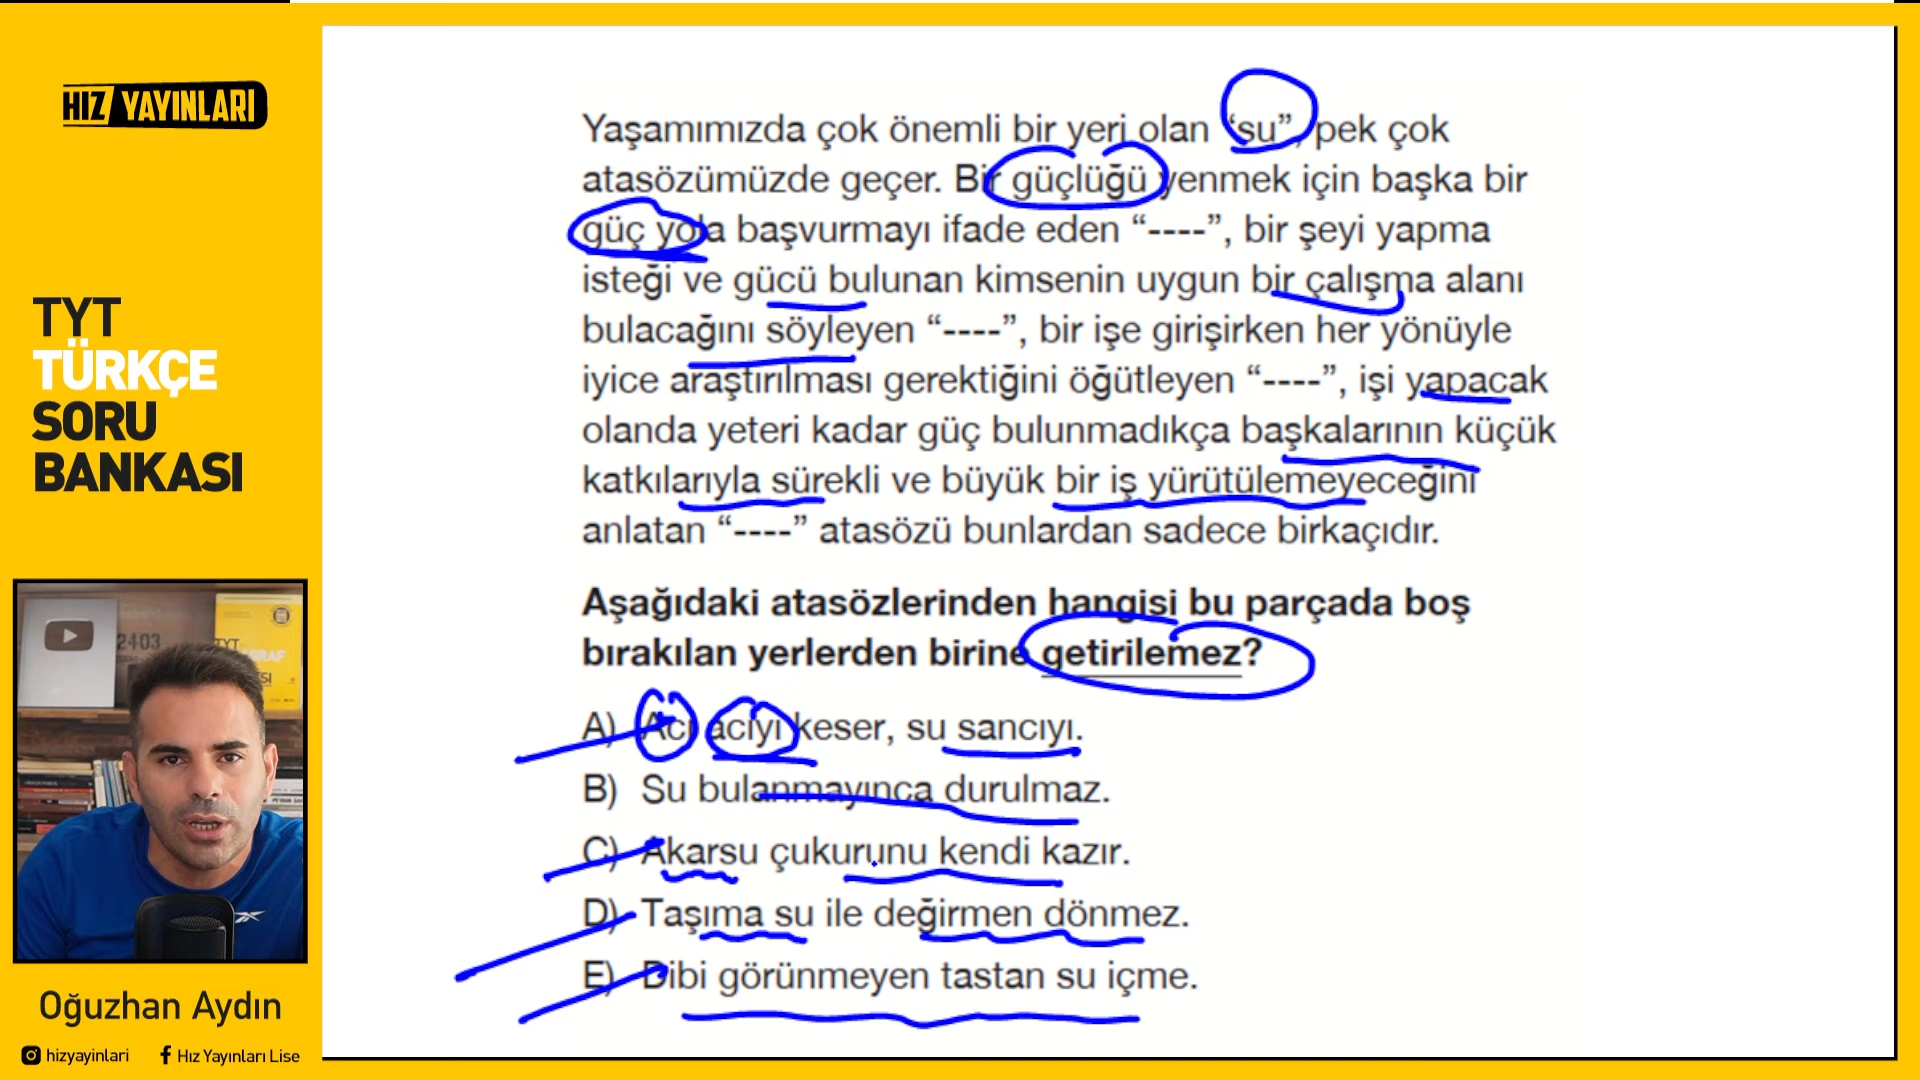 HIZ YAYINLARI
TYT
TÜRKÇE
SORU
BANKASI
2403
TYT
Oğuzhan Aydın
hizyayinlari
Hız Yayınları Lise
Yaşamımızda çok önemli bir yeri olan “su”, pek çok
atasözümüzde geçer. Bir güçlüğü yenmek için başka bir
güç yola başvurmayı ifade eden “----”, bir şeyi yapma
isteği ve gücü bulunan kimsenin uygun bir çalışma alanı
bulacağını söyleyen “----”, bir işe girişirken her yönüyle
iyice araştırılması gerektiğini öğütleyen “----”, işi yapacak
olanda yeteri kadar güç bulunmadıkça başkalarının küçük
katkılarıyla sürekli ve büyük bir iş yürütülemeyeceğini
anlatan “----” atasözü bunlardan sadece birkaçıdır.
Aşağıdaki atasözlerinden hangisi bu parçada boş
bırakılan yerlerden birine getirilemez?
A) Acı acıyı keser, su sancıyı.
B) Su bulanmayınca durulmaz.
C) Akarsu çukurunu kendi kazır.
D) Taşıma su ile değirmen dönmez.
E) Dibi görünmeyen tastan su içme.